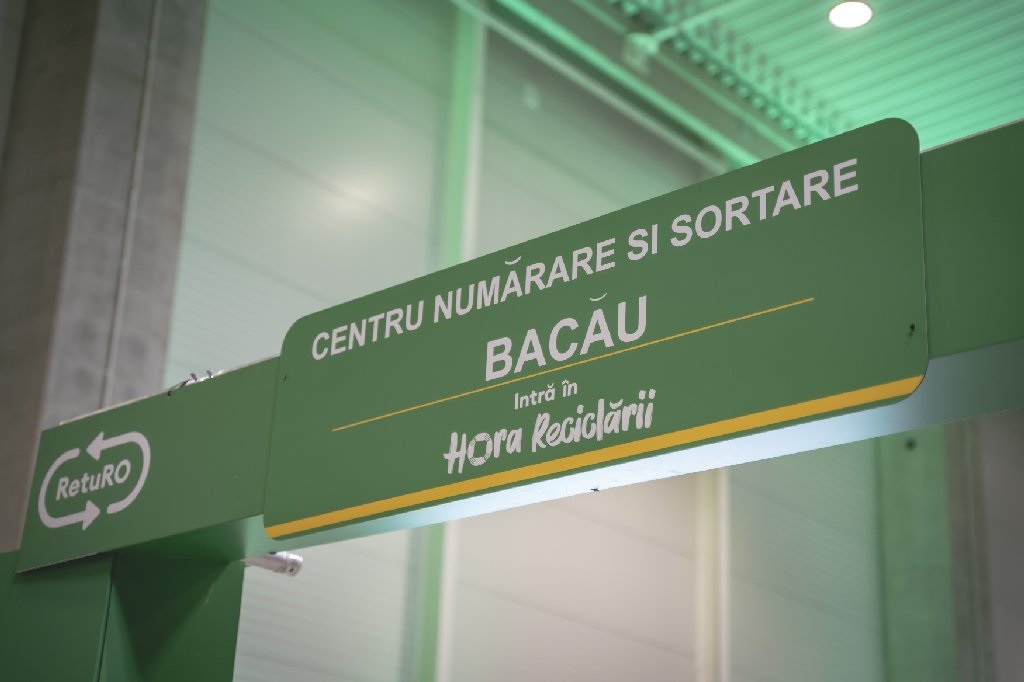 CENTRU NUMĂRARE SI SORTARE
BACĂU
Intră în
Hora Reciclării
RetuRO